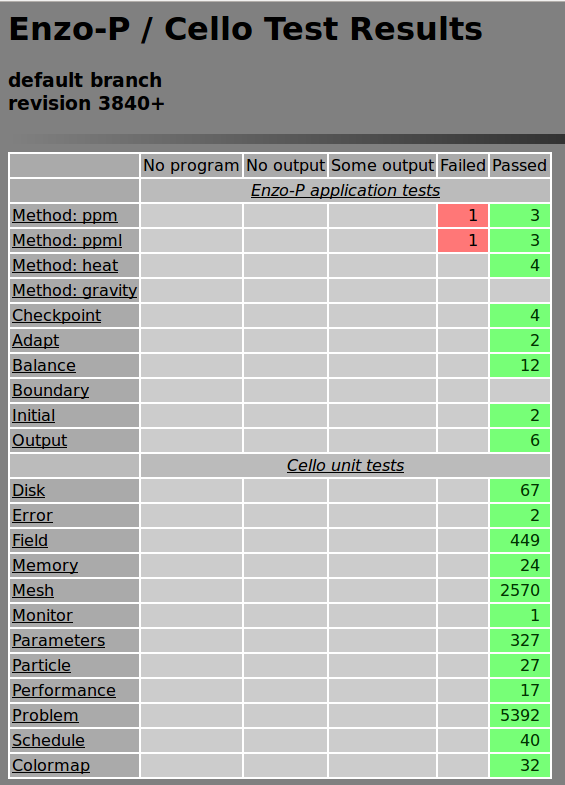 Enzo-P / Cello Test Results
default branch
revision 3840+
No program No output Some output Failed Passed
Enzo-P application tests
Method: ppm 1 3
Method: ppml 1 3
Method: heat 4
Method: gravity
Checkpoint 4
Adapt 2
Balance 12
Boundary
Initial 2
Output 6
Cello unit tests
Disk 67
Error 2
Field 449
Memory 24
Mesh 2570
Monitor 1
Parameters 327
Particle 27
Performance 17
Problem 5392
Schedule 40
Colormap 32